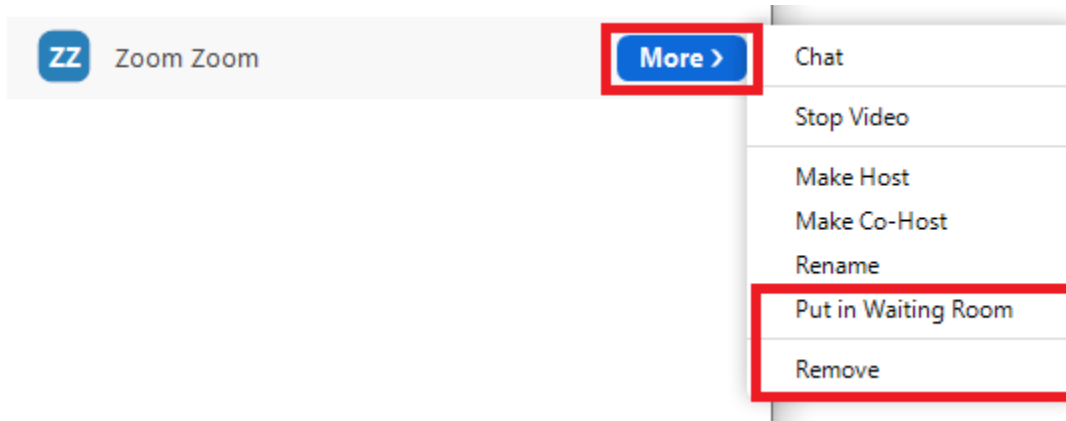 ZZ Zoom Zoom More >
Chat
Stop Video
Make Host
Make Co-Host
Rename
Put in Waiting Room
Remove